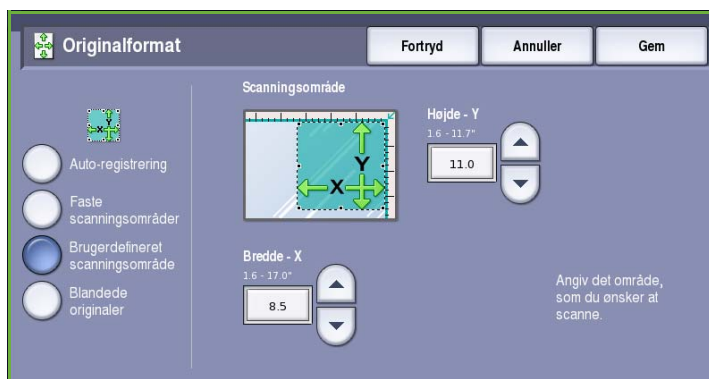 Originalformat
Fortryd
Annuller
Gem
Scanningsområde
Y
X
Højde - Y
1.6 - 11.7"
11.0
Auto-registrering
Faste
scanningsområder
Brugerdefineret
scanningsområde
Blandede
originaler
Bredde - X
1.6 - 17.0"
8.5
Angiv det område,
som du ønsker at
scanne.